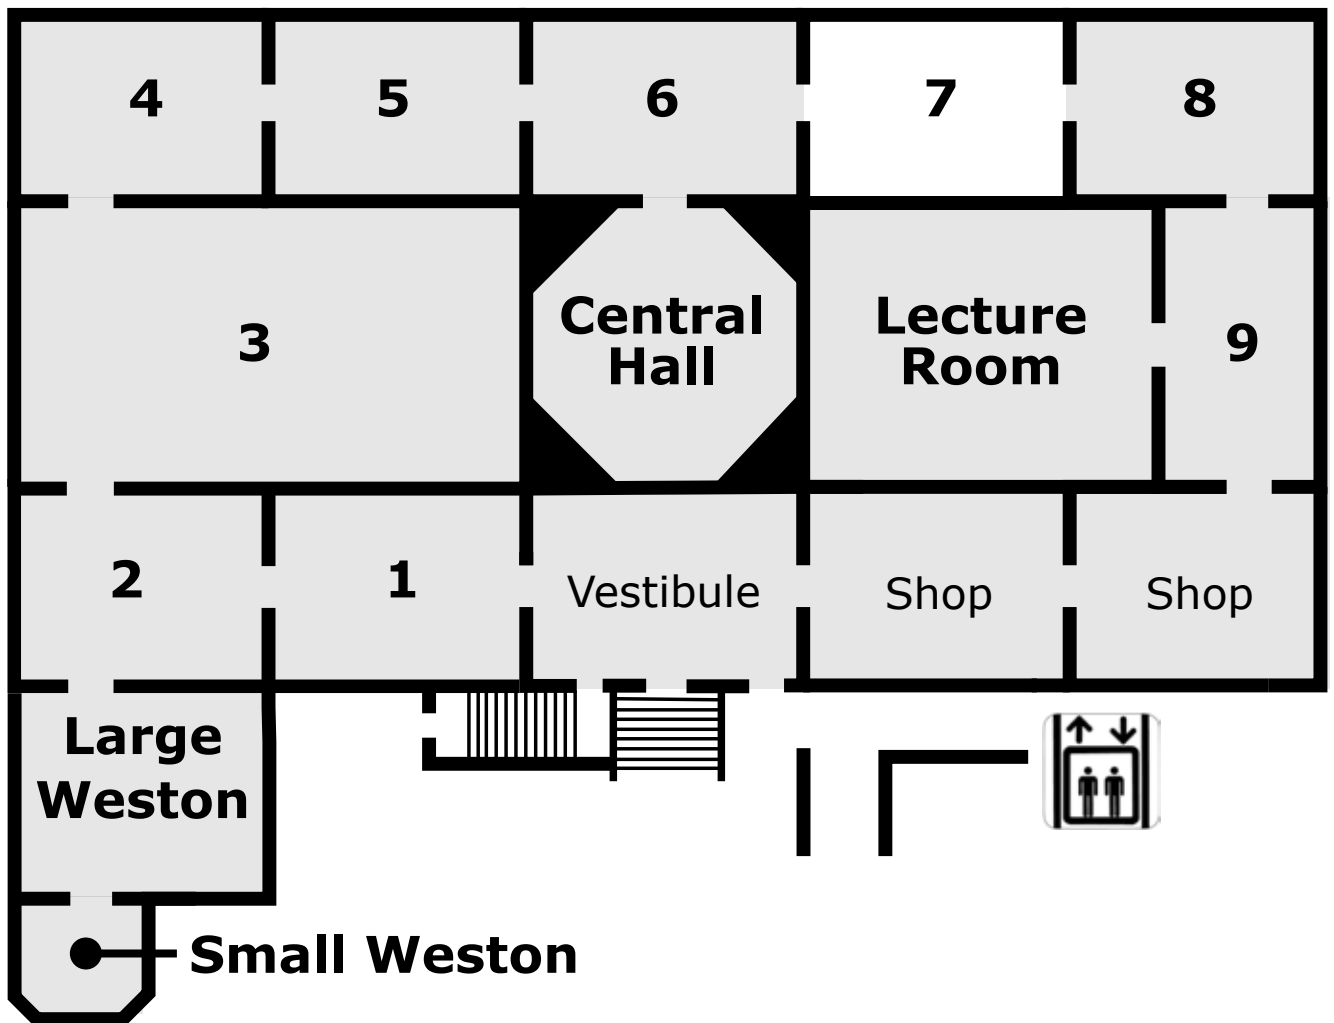 4
5
6
7
8
3
Central
Hall
Lecture
Room
9
2
1
Vestibule
Shop
Shop
Large
Weston
Small Weston